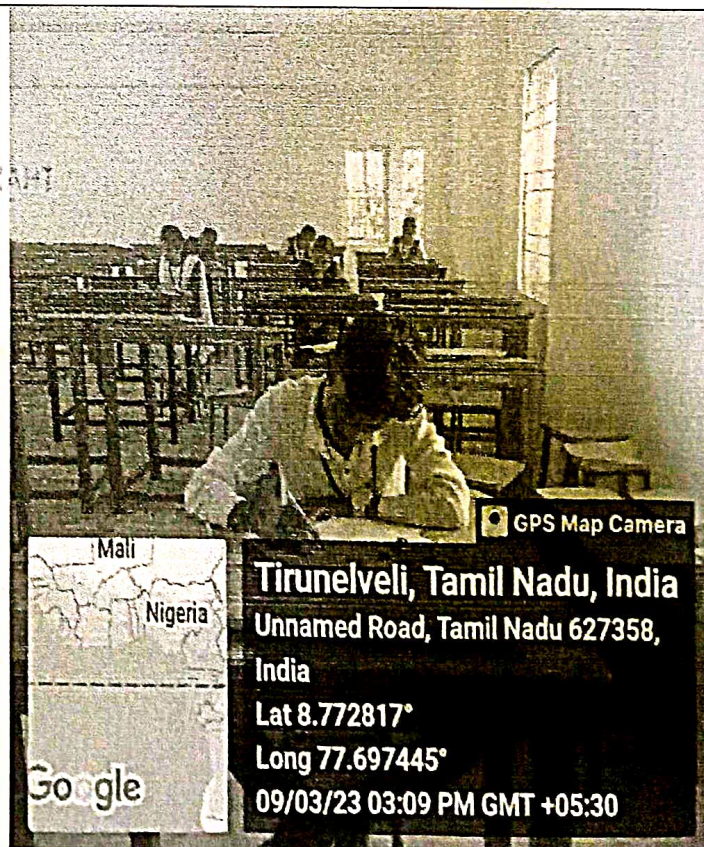 GPS Map Camera
Mali
Nigeria
Google
Tirunelveli, Tamil Nadu, India
Unnamed Road, Tamil Nadu 627358,
India
Lat 8.772817°
Long 77.697445°
09/03/23 03:09 PM GMT +05:30